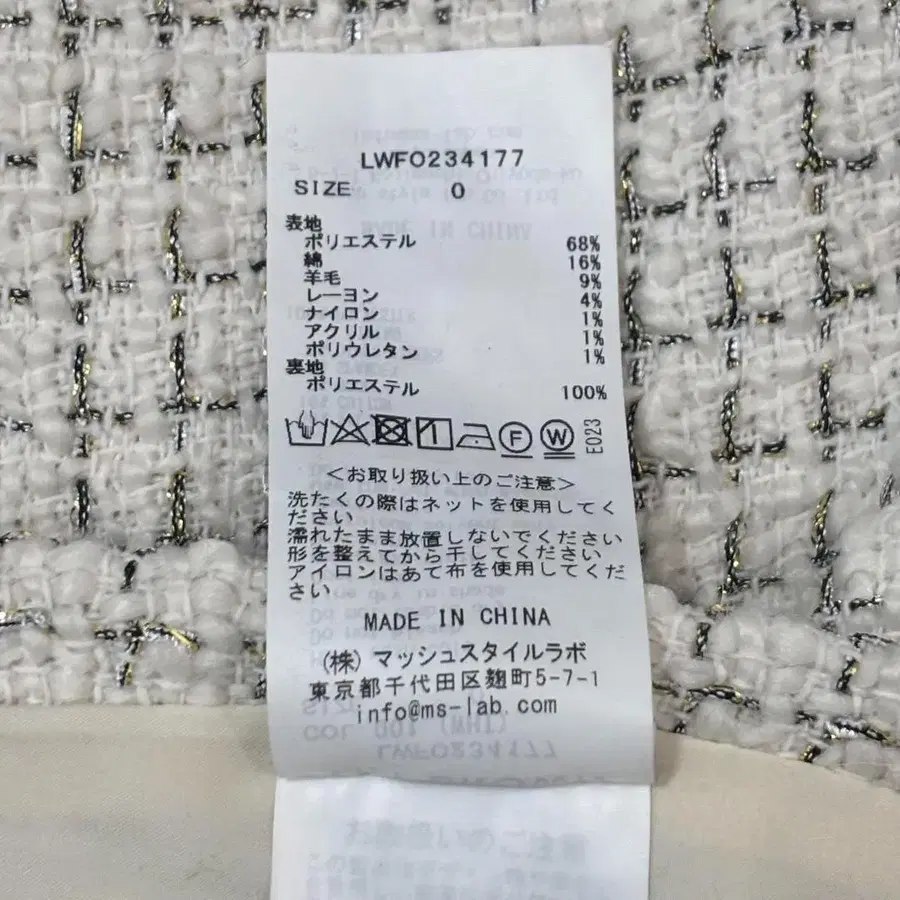 LWFO234177
SIZE 0
表地
ポリエステル 68%
綿 16%
羊毛 9%
レーヨン 4%
ナイロン 1%
アクリル 1%
ポリウレタン 1%
裏地
ポリエステル 100%
F W E023
<お取り扱い上のご注意>
洗たくの際はネットを使用してく
ださい
濡れたまま放置しないでください
形を整えてから干してください
アイロンはあて布を使用してくだ
さい
MADE IN CHINA
(株)マッシュスタイルラボ
東京都千代田区麹町5-7-1
info@ms-lab.com